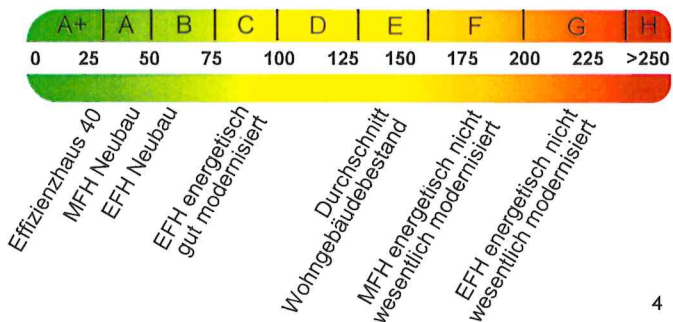 A+ A B C D E F G H
0 25 50 75 100 125 150 175 200 225 >250
Effizienzhaus 40
MFH Neubau
EFH Neubau
EFH energetisch
gut modernisiert
Durchschnitt
Wohngebäudebestand
MFH energetisch nicht
wesentlich modernisiert
EFH energetisch nicht
wesentlich modernisiert
4